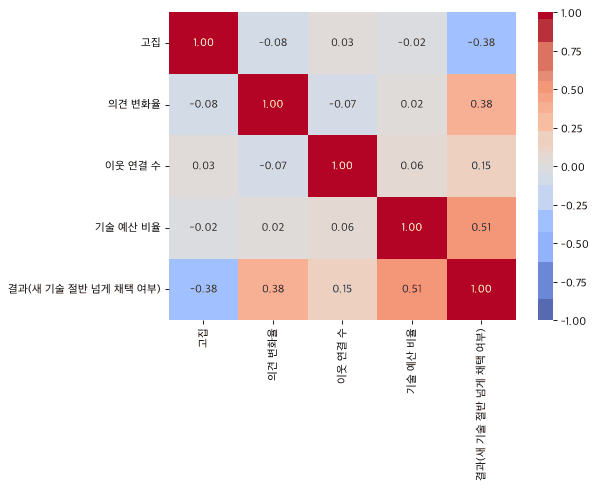 고집 1.00 -0.08 0.03 -0.02 -0.38
의견 변화율 -0.08 1.00 -0.07 0.02 0.38
이웃 연결 수 0.03 -0.07 1.00 0.06 0.15
기술 예산 비율 -0.02 0.02 0.06 1.00 0.51
결과(새 기술 절반 넘게 채택 여부) -0.38 0.38 0.15 0.51 1.00
고집
의견 변화율
이웃 연결 수
기술 예산 비율
결과(새 기술 절반 넘게 채택 여부)
1.00
0.75
0.50
0.25
0.00
-0.25
-0.50
-0.75
-1.00